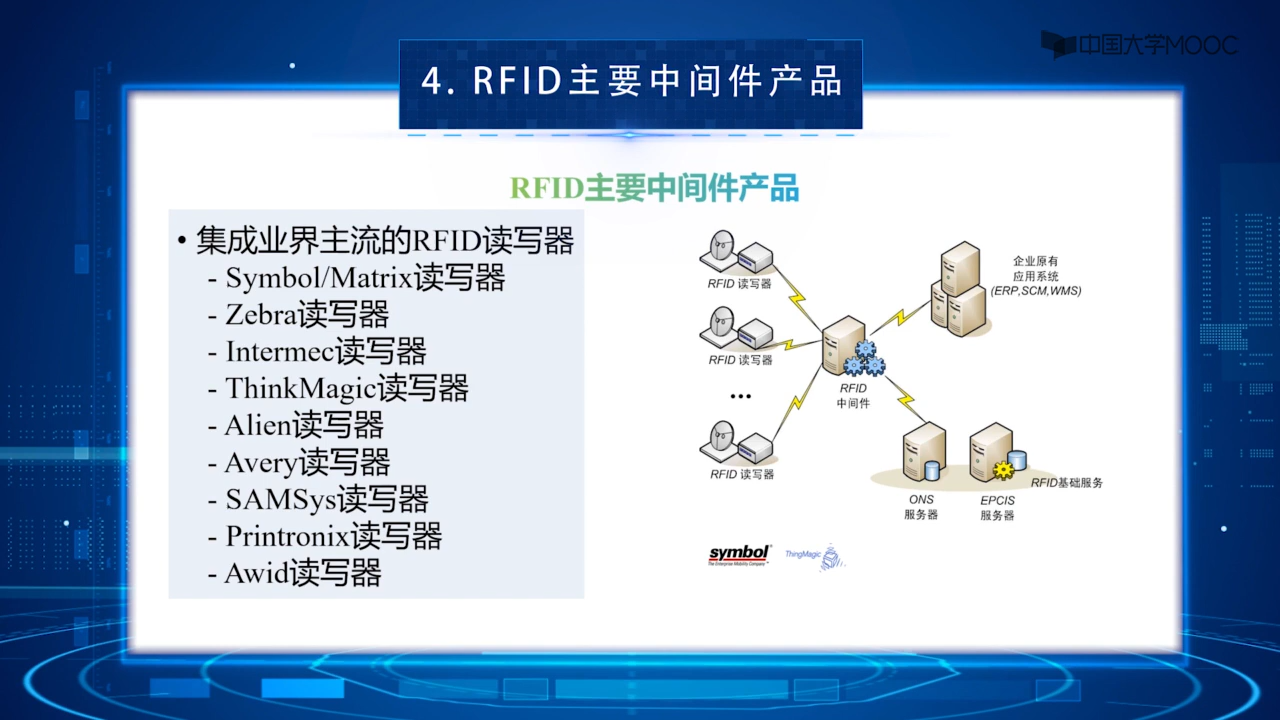 中国大学MOOC
4. RFID主要中间件产品
RFID主要中间件产品
• 集成业界主流的RFID读写器
- Symbol/Matrix读写器
- Zebra读写器
- Intermec读写器
- ThinkMagic读写器
- Alien读写器
- Avery读写器
- SAMSys读写器
- Printronix读写器
- Awid读写器
RFID 读写器
RFID 读写器
...
RFID 读写器
RFID
中间件
企业原有
应用系统
(ERP,SCM,WMS)
ONS
服务器
EPCIS
服务器
RFID基础服务
symbol®
The Enterprise Mobility Company™
ThingMagic